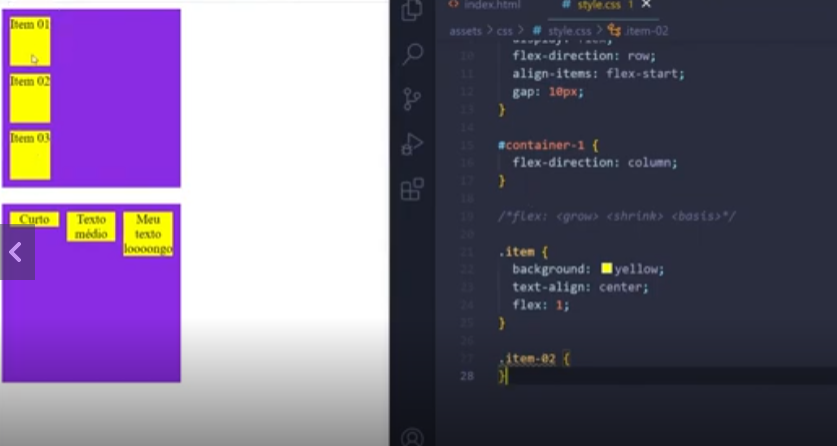 Item 01
Item 02
Item 03
Curto
Texto
médio
Meu
texto
loooongo
index.html
# style.css 1 ×
assets > css > # style.css > .item-02
10 display: flex;
11 flex-direction: row;
12 align-items: flex-start;
gap: 10px;
13 }
14
15 #container-1 {
16 flex-direction: column;
17 }
18
19 /*flex: <grow> <shrink> <basis>*/
20
21 .item {
22 background: yellow;
23 text-align: center;
24 flex: 1;
25 }
26
27 .item-02 {
28 }